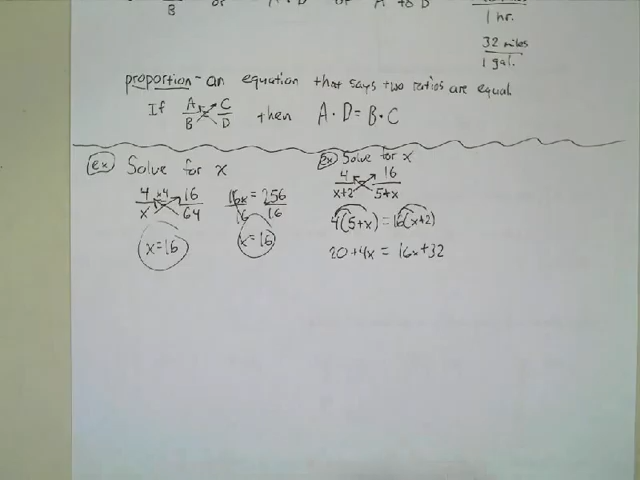 1 hr.
32 miles
1 gal.
proportion - an equation that says two ratios are equal
If A/B = C/D then A · D = B · C
ex Solve for x
4/x = 16/64
x4
x=16
16x = 256
16 16
x=16
ex Solve for x
4/x+2 = 16/5+x
4(5+x) = 16(x+2)
20+4x = 16x+32